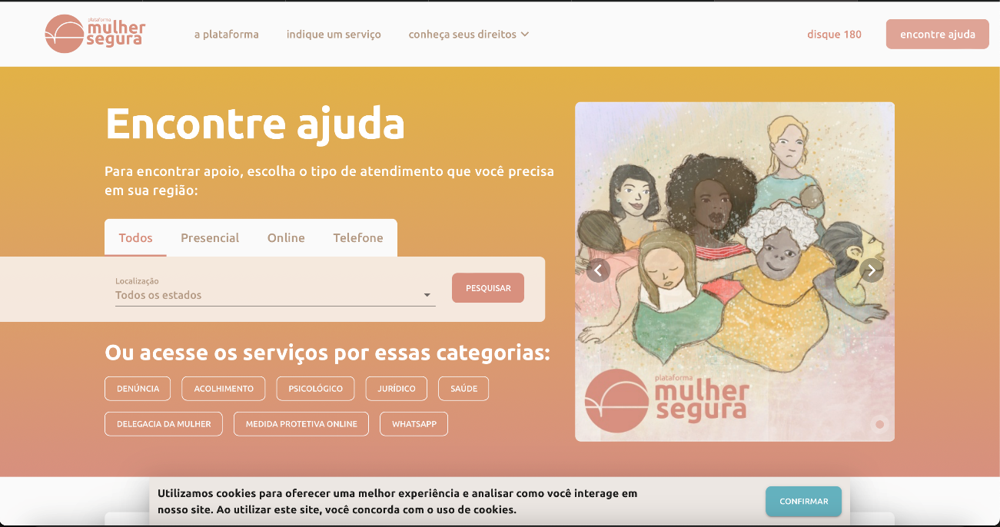 plataforma
mulher
segura
a plataforma
indique um serviço
conheça seus direitos
disque 180
encontre ajuda
Encontre ajuda
Para encontrar apoio, escolha o tipo de atendimento que você precisa
em sua região:
Todos
Presencial
Online
Telefone
Localização
Todos os estados
PESQUISAR
Ou acesse os serviços por essas categorias:
DENÚNCIA
ACOLHIMENTO
PSICOLÓGICO
JURÍDICO
SAÚDE
DELEGACIA DA MULHER
MEDIDA PROTETIVA ONLINE
WHATSAPP
plataforma
mulher
segura
Utilizamos cookies para oferecer uma melhor experiência e analisar como você interage em
nosso site. Ao utilizar este site, você concorda com o uso de cookies.
CONFIRMAR